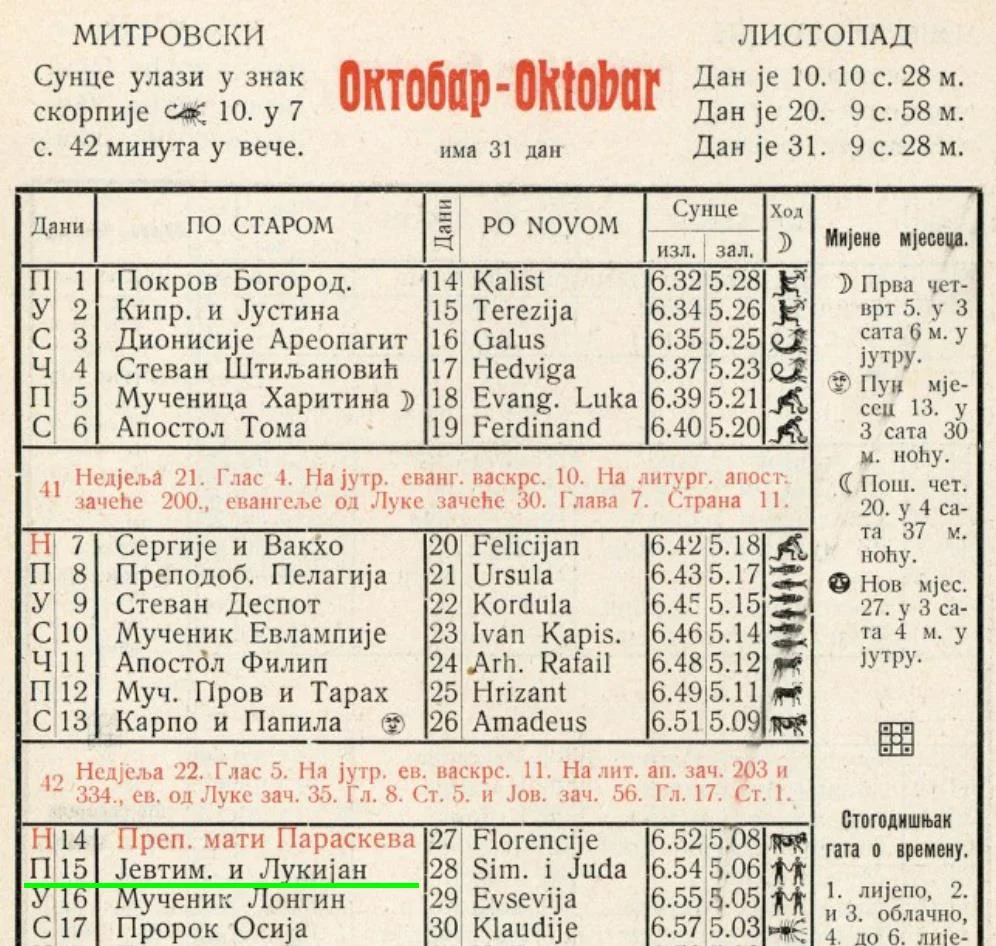 МИТРОВСКИ
Сунце улази у знак
скорпије 10. у 7
с. 42 минута у вече.
Октобар-Oktobar
има 31 дан
ЛИСТОПАД
Дан је 10. 10 с. 28 м.
Дан је 20. 9 с. 58 м.
Дан је 31. 9 с. 28 м.
Дани ПО СТАРОМ Дани PO NOVOM Сунце изл. зал. Ход
П 1 Покров Богород. 14 Kalist 6.32 5.28
У 2 Кипр. и Јустина 15 Terezija 6.34 5.26
С 3 Дионисије Ареопагит 16 Galus 6.35 5.25
Ч 4 Стеван Штиљановић 17 Hedviga 6.37 5.23
П 5 Мученица Харитина 18 Evang. Luka 6.39 5.21
С 6 Апостол Тома 19 Ferdinand 6.40 5.20
41 Недјеља 21. Глас 4. На јутр. еванг. васкрс. 10. На литург. апост.
зачеће 200., евангеље од Луке зачеће 30. Глава 7. Страна 11.
Н 7 Сергије и Вакхо 20 Felicijan 6.42 5.18
П 8 Преподоб. Пелагија 21 Ursula 6.43 5.17
У 9 Стеван Деспот 22 Kordula 6.45 5.15
С 10 Мученик Евлампије 23 Ivan Kapis. 6.46 5.14
Ч 11 Апостол Филип 24 Arh. Rafail 6.48 5.12
П 12 Муч. Пров и Тарах 25 Hrizant 6.49 5.11
С 13 Карпо и Папила 26 Amadeus 6.51 5.09
42 Недјеља 22. Глас 5. На јутр. ев. васкрс. 11. На лит. ап. зач. 203 и
334., ев. од Луке зач. 35. Гл. 8. Ст. 5. и Јов. зач. 56. Гл. 17. Ст. 1.
Н 14 Преп. мати Параскева 27 Florencije 6.52 5.08
П 15 Јевтим. и Лукијан 28 Sim. i Juda 6.54 5.06
У 16 Мученик Лонгин 29 Evsevija 6.55 5.05
С 17 Пророк Осија 30 Klaudije 6.57 5.03
Мијене мјесеца.
Прва чет-
врт 5. у 3
сата 6 м. у
јутру.
Пун мје-
сец 13. у
3 сата 30
м. ноћу.
Пош. чет.
20. у 4 са-
та 37 м.
ноћу.
Нов мјес.
27. у 3 са-
та 4 м. у
јутру.
Стогодишњак
гата о времену.
1. лијепо, 2.
и 3. облачно,
4. до 6. лије-